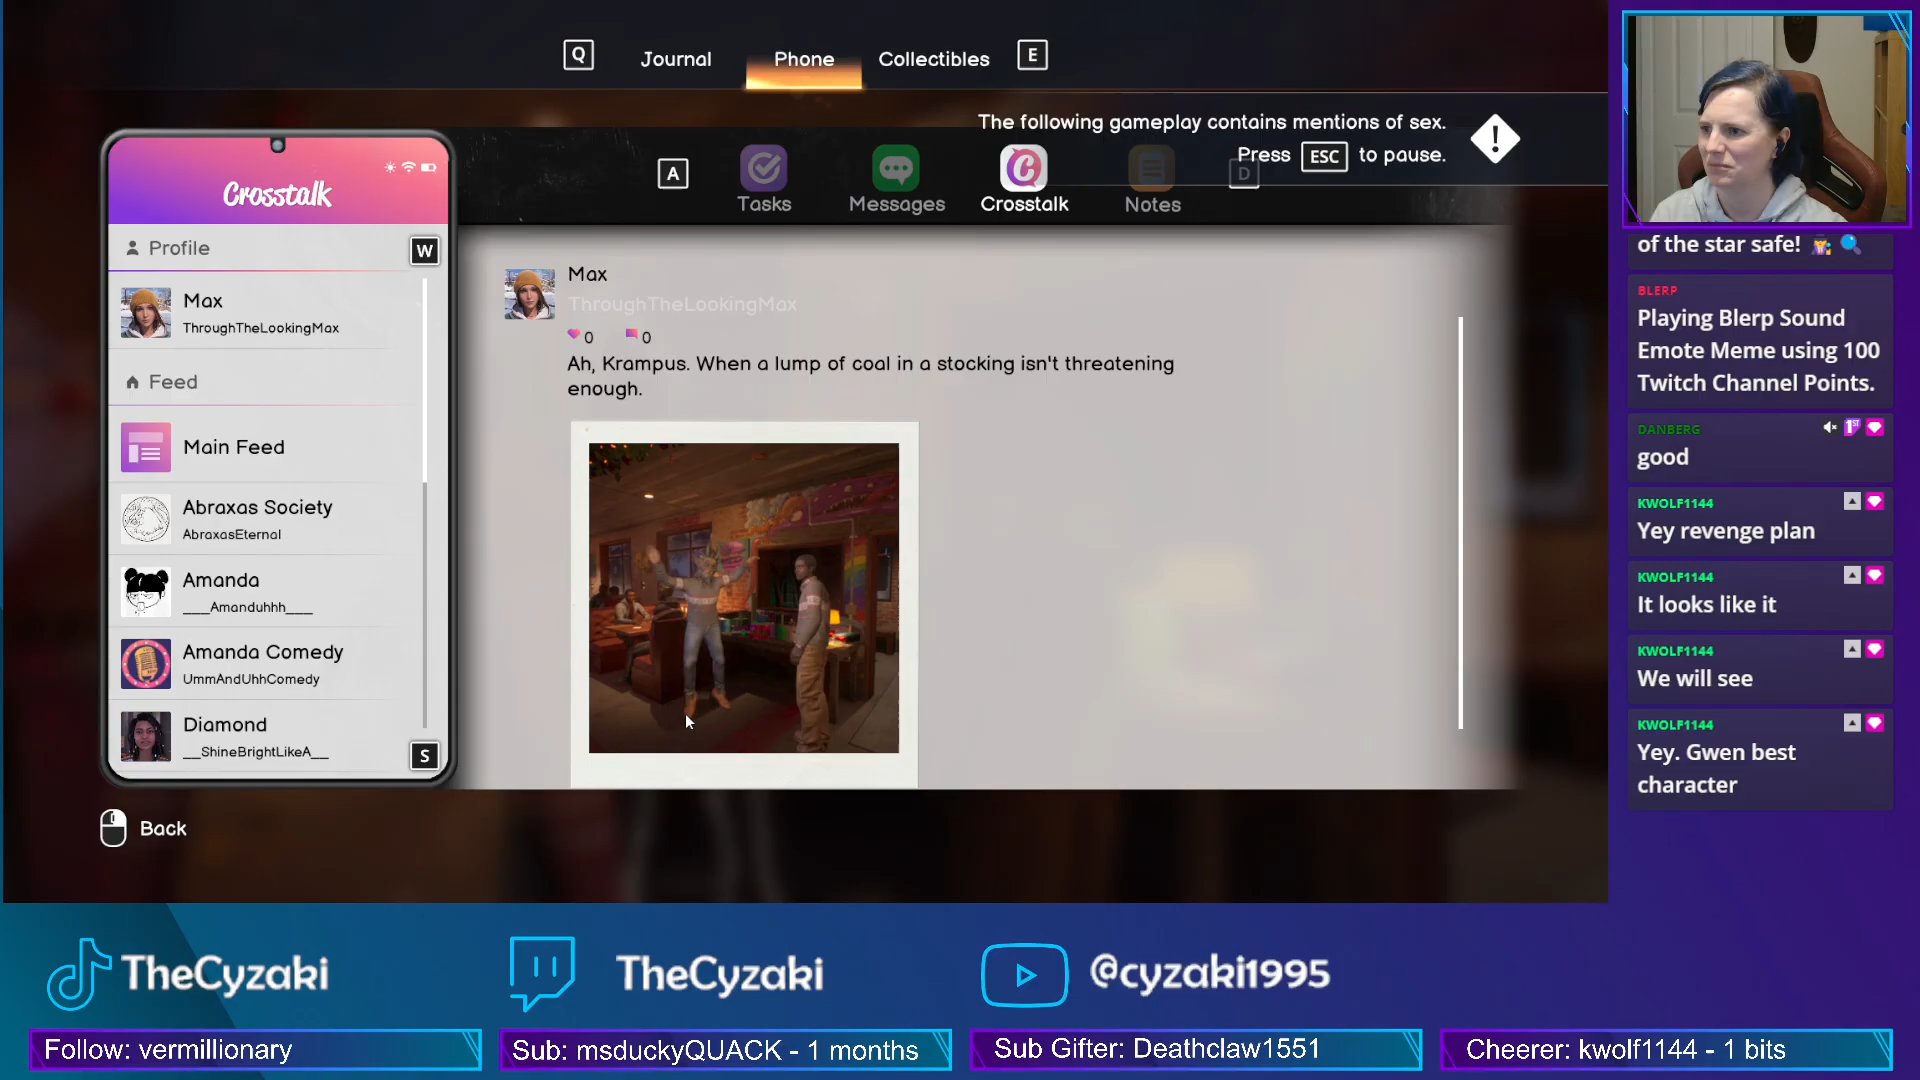 Q
Journal
Phone
Collectibles
E
The following gameplay contains mentions of sex.
Press ESC to pause.
A
Tasks
Messages
Crosstalk
Notes
D
Crosstalk
Profile
W
Max
ThroughTheLookingMax
Feed
Main Feed
Abraxas Society
AbraxasEternal
Amanda
___Amanduhhh___
Amanda Comedy
UmmAndUhhComedy
Diamond
__ShineBrightLikeA__
S
Back
Max
ThroughTheLookingMax
0
0
Ah, Krampus. When a lump of coal in a stocking isn't threatening
enough.
of the star safe!
BLERP
Playing Blerp Sound
Emote Meme using 100
Twitch Channel Points.
DANBERG
1ST
good
KWOLF1144
Yey revenge plan
KWOLF1144
It looks like it
KWOLF1144
We will see
KWOLF1144
Yey. Gwen best
character
TheCyzaki
TheCyzaki
@cyzaki1995
Follow: vermillionary
Sub: msduckyQUACK - 1 months
Sub Gifter: Deathclaw1551
Cheerer: kwolf1144 - 1 bits